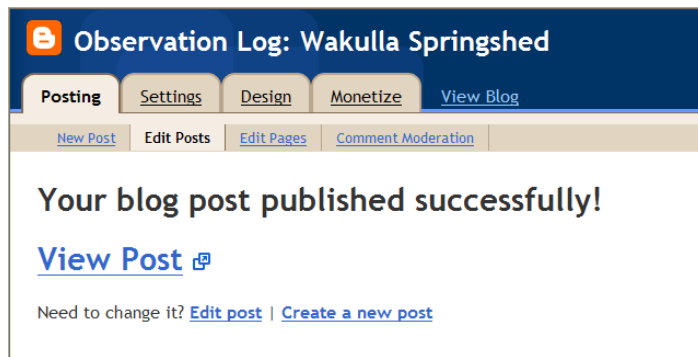 Observation Log: Wakulla Springshed
Posting Settings Design Monetize View Blog
New Post Edit Posts Edit Pages Comment Moderation
Your blog post published successfully!
View Post
Need to change it? Edit post | Create a new post